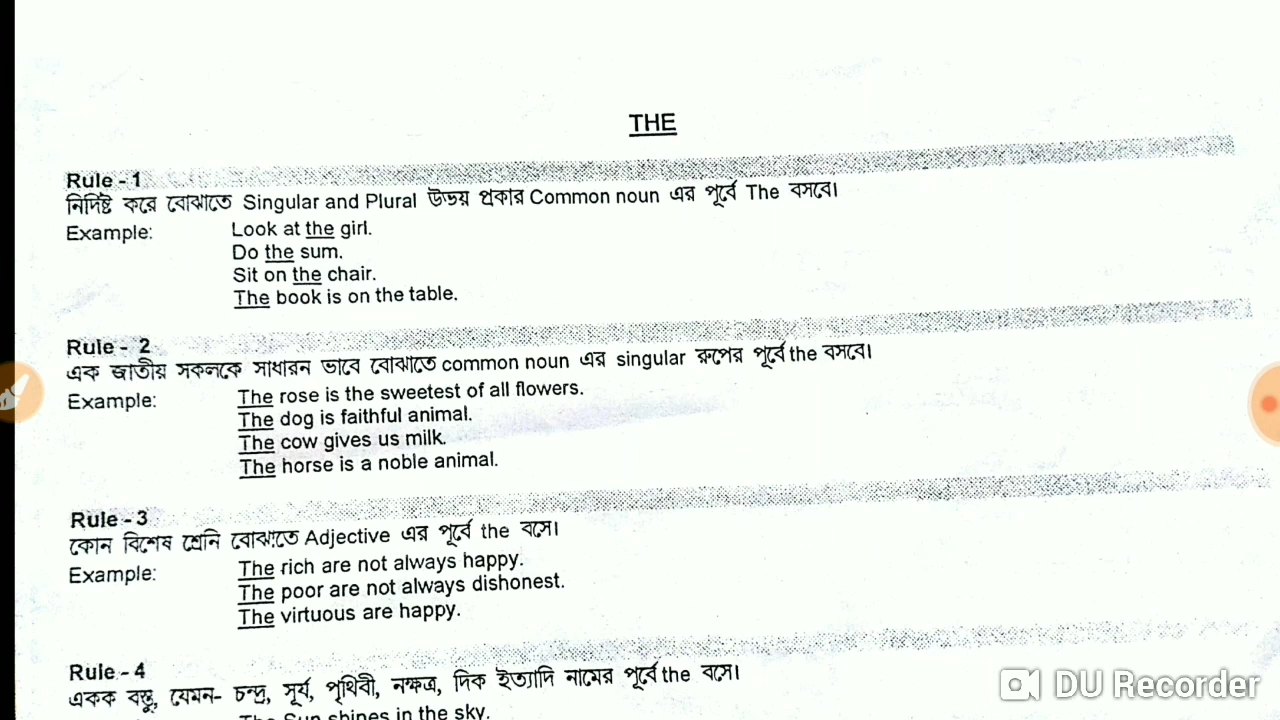 THE
Rule - 1
নির্দিষ্ট করে বোঝাতে Singular and Plural উভয় প্রকার Common noun এর পূর্বে The বসবে।
Example: Look at the girl.
Do the sum.
Sit on the chair.
The book is on the table.
Rule - 2
এক জাতীয় সকলকে সাধারন ভাবে বোঝাতে common noun এর singular রুপের পূর্বে the বসবে।
Example: The rose is the sweetest of all flowers.
The dog is faithful animal.
The cow gives us milk.
The horse is a noble animal.
Rule - 3
কোন বিশেষ শ্রেনি বোঝাতে Adjective এর পূর্বে the বসে।
Example: The rich are not always happy.
The poor are not always dishonest.
The virtuous are happy.
Rule - 4
একক বস্তু, যেমন- চন্দ্র, সূর্য, পৃথিবী, নক্ষত্র, দিক ইত্যাদি নামের পূর্বে the বসে।
The Sun shines in the sky.
DU Recorder